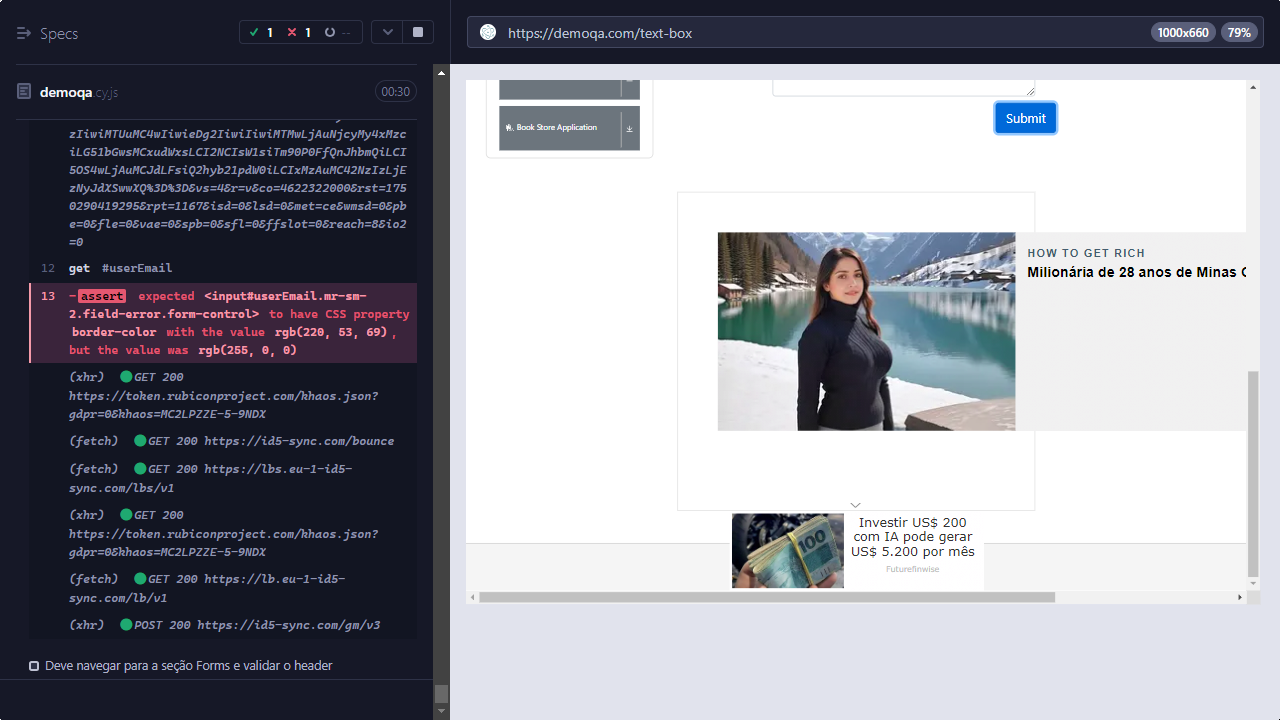 Specs
1
1
--
https://demoqa.com/text-box
1000x660
79%
demoqa.cy.js
00:30
zIiwiMTUuMC4wIiwieDg2IiwiIiwiMTMwLjAuNjcyMy4xMzc
iLG51bGwsMCxudWxsLCI2NCIsW1siTm90P0FfQnJhbmQiLCI
5OS4wLjAuMCJdLFsiQ2hyb21pdW0iLCIxMzAuMC42NzIzLjE
zNyJdXSwwXQ%3D%3D&vs=4&r=v&co=4622322000&rst=175
0290419295&rpt=1167&isd=0&lsd=0&met=ce&wmsd=0&pb
e=0&fle=0&vae=0&spb=0&sfl=0&ffslot=0&reach=8&io2
=0
12 get #userEmail
13 -assert expected <input#userEmail.mr-sm-
2.field-error.form-control> to have CSS property
border-color with the value rgb(220, 53, 69),
but the value was rgb(255, 0, 0)
(xhr) GET 200
https://token.rubiconproject.com/khaos.json?
gdpr=0&khaos=MC2LPZZE-5-9NDX
(fetch) GET 200 https://id5-sync.com/bounce
(fetch) GET 200 https://lbs.eu-1-id5-
sync.com/lbs/v1
(xhr) GET 200
https://token.rubiconproject.com/khaos.json?
gdpr=0&khaos=MC2LPZZE-5-9NDX
(fetch) GET 200 https://lb.eu-1-id5-
sync.com/lb/v1
(xhr) POST 200 https://id5-sync.com/gm/v3
Deve navegar para a seção Forms e validar o header
Book Store Application
Submit
HOW TO GET RICH
Milionária de 28 anos de Minas
100
Investir US$ 200
com IA pode gerar
US$ 5.200 por mês
Futurefinwise